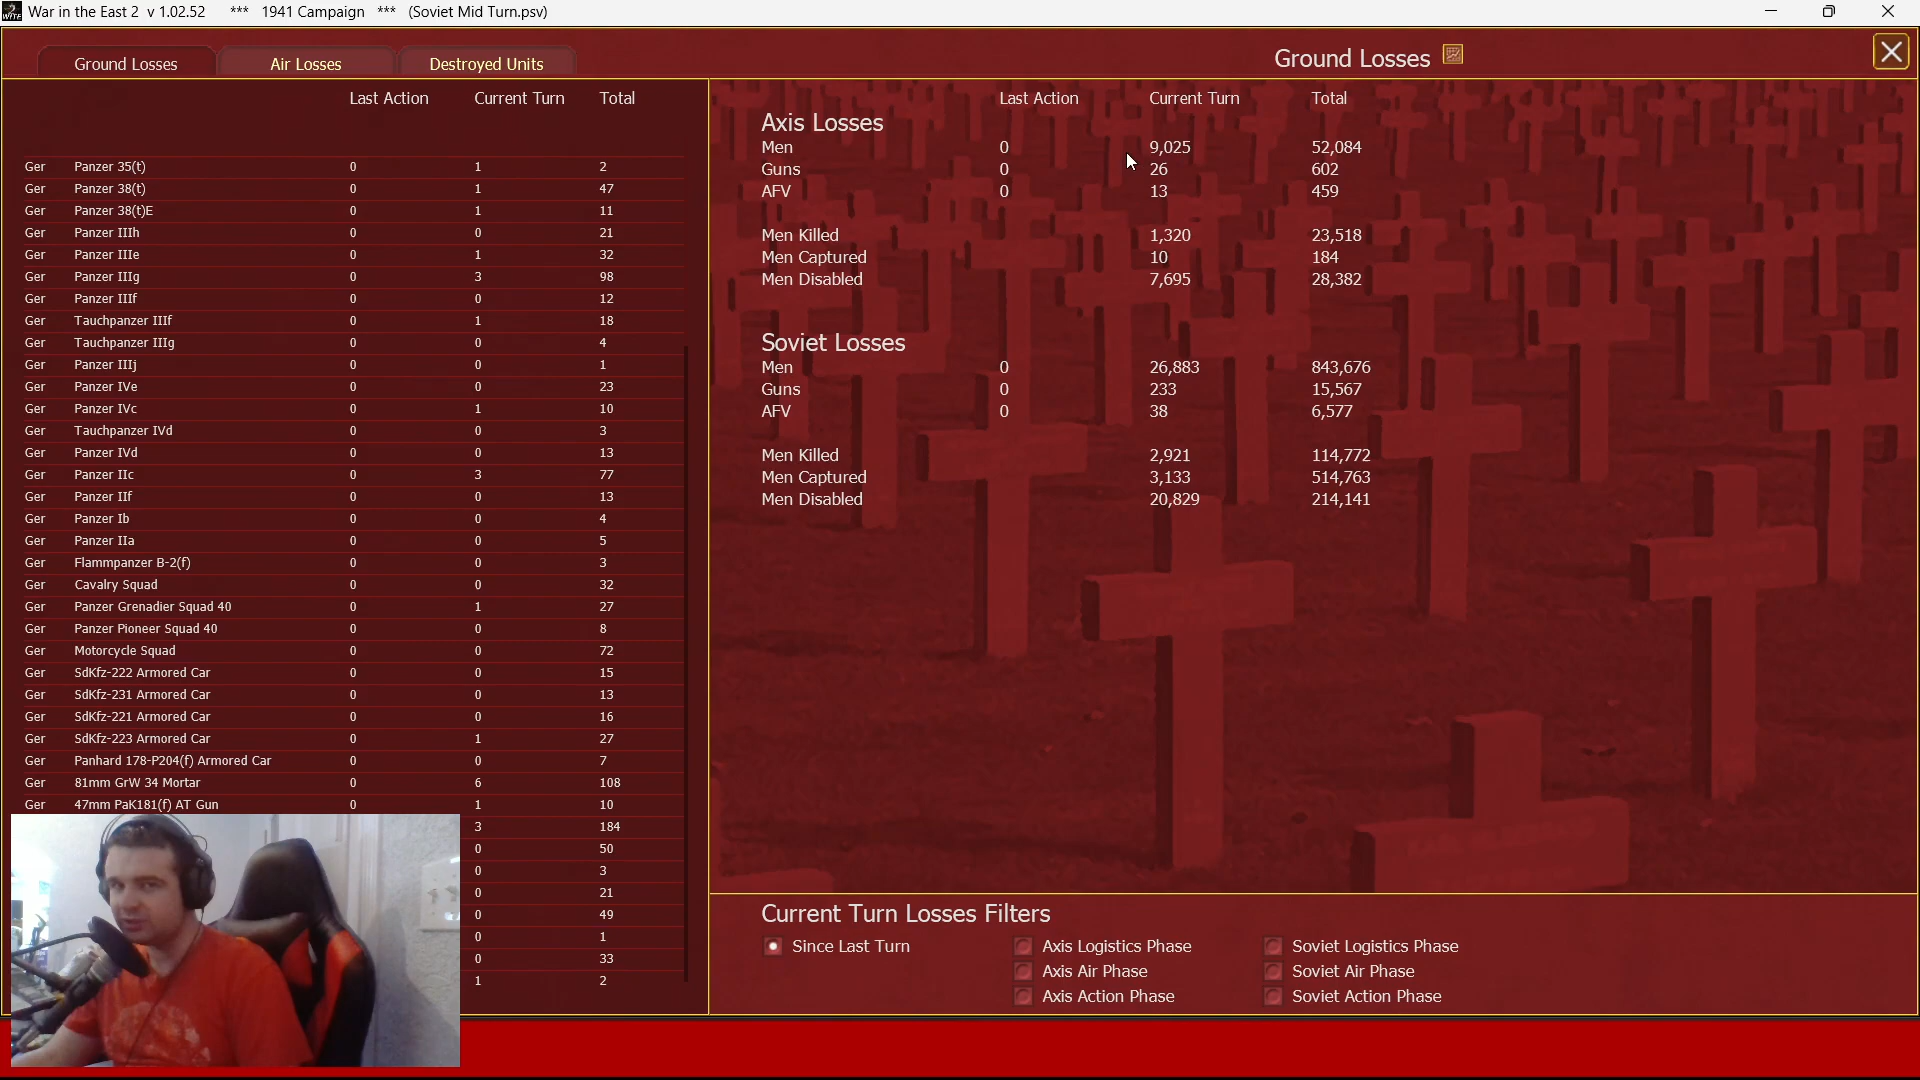 War in the East 2 v 1.02.52 *** 1941 Campaign *** (Soviet Mid Turn.psv)
Ground Losses Air Losses Destroyed Units
Ground Losses
Last Action Current Turn Total
Ger Panzer 35(t) 0 1 2
Ger Panzer 38(t) 0 1 47
Ger Panzer 38(t)E 0 1 11
Ger Panzer IIIh 0 0 21
Ger Panzer IIIe 0 1 32
Ger Panzer IIIg 0 3 98
Ger Panzer IIIf 0 0 12
Ger Tauchpanzer IIIf 0 1 18
Ger Tauchpanzer IIIg 0 0 4
Ger Panzer IIIj 0 0 1
Ger Panzer IVe 0 0 23
Ger Panzer IVc 0 1 10
Ger Tauchpanzer IVd 0 0 3
Ger Panzer IVd 0 0 13
Ger Panzer IIc 0 3 77
Ger Panzer IIf 0 0 13
Ger Panzer Ib 0 0 4
Ger Panzer IIa 0 0 5
Ger Flammpanzer B-2(f) 0 0 3
Ger Cavalry Squad 0 0 32
Ger Panzer Grenadier Squad 40 0 1 27
Ger Panzer Pioneer Squad 40 0 0 8
Ger Motorcycle Squad 0 0 72
Ger SdKfz-222 Armored Car 0 0 15
Ger SdKfz-231 Armored Car 0 0 13
Ger SdKfz-221 Armored Car 0 0 16
Ger SdKfz-223 Armored Car 0 1 27
Ger Panhard 178-P204(f) Armored Car 0 0 7
Ger 81mm GrW 34 Mortar 0 6 108
Ger 47mm PaK181(f) AT Gun 0 1 10
3 184
0 50
0 3
0 21
0 49
0 1
0 33
1 2
Last Action Current Turn Total
Axis Losses
Men 0 9,025 52,084
Guns 0 26 602
AFV 0 13 459
Men Killed 1,320 23,518
Men Captured 10 184
Men Disabled 7,695 28,382
Soviet Losses
Men 0 26,883 843,676
Guns 0 233 15,567
AFV 0 38 6,577
Men Killed 2,921 114,772
Men Captured 3,133 514,763
Men Disabled 20,829 214,141
Current Turn Losses Filters
Since Last Turn Axis Logistics Phase Soviet Logistics Phase
Axis Air Phase Soviet Air Phase
Axis Action Phase Soviet Action Phase